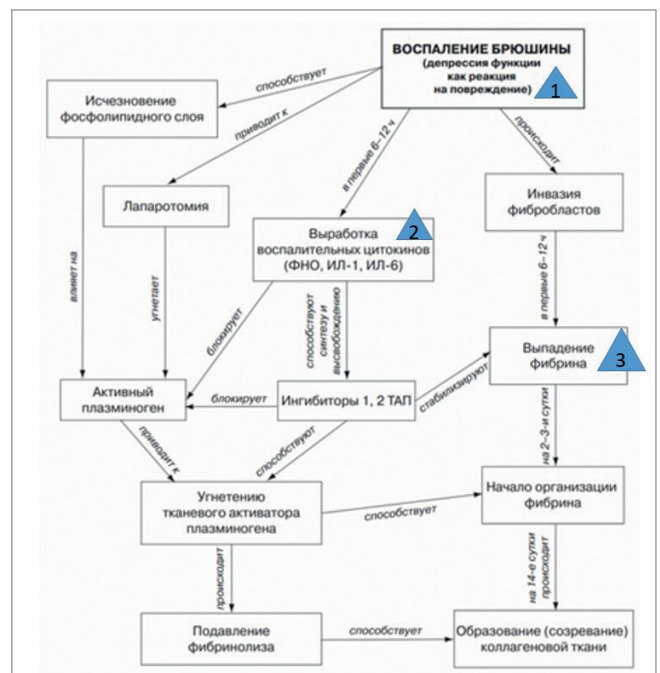 ВОСПАЛЕНИЕ БРЮШИНЫ
(депрессия функции
как реакция
на повреждение)
1
способствует
Исчезновение
фосфолипидного слоя
приводит к
в первые 6–12 ч
происходит
Лапаротомия
Инвазия
фибробластов
2
Выработка
воспалительных цитокинов
(ФНО, ИЛ-1, ИЛ-6)
влияет на
угнетает
блокирует
способствуют
синтезу и
высвобождению
в первые 6–12 ч
3
Выпадение
фибрина
стабилизируют
Активный
плазминоген
блокирует
Ингибиторы 1, 2 ТАП
приводит к
способствуют
на 2–3-и сутки
Угнетению
тканевого активатора
плазминогена
способствует
Начало организации
фибрина
происходит
на 14-е сутки
происходит
Подавление
фибринолиза
способствует
Образование (созревание)
коллагеновой ткани